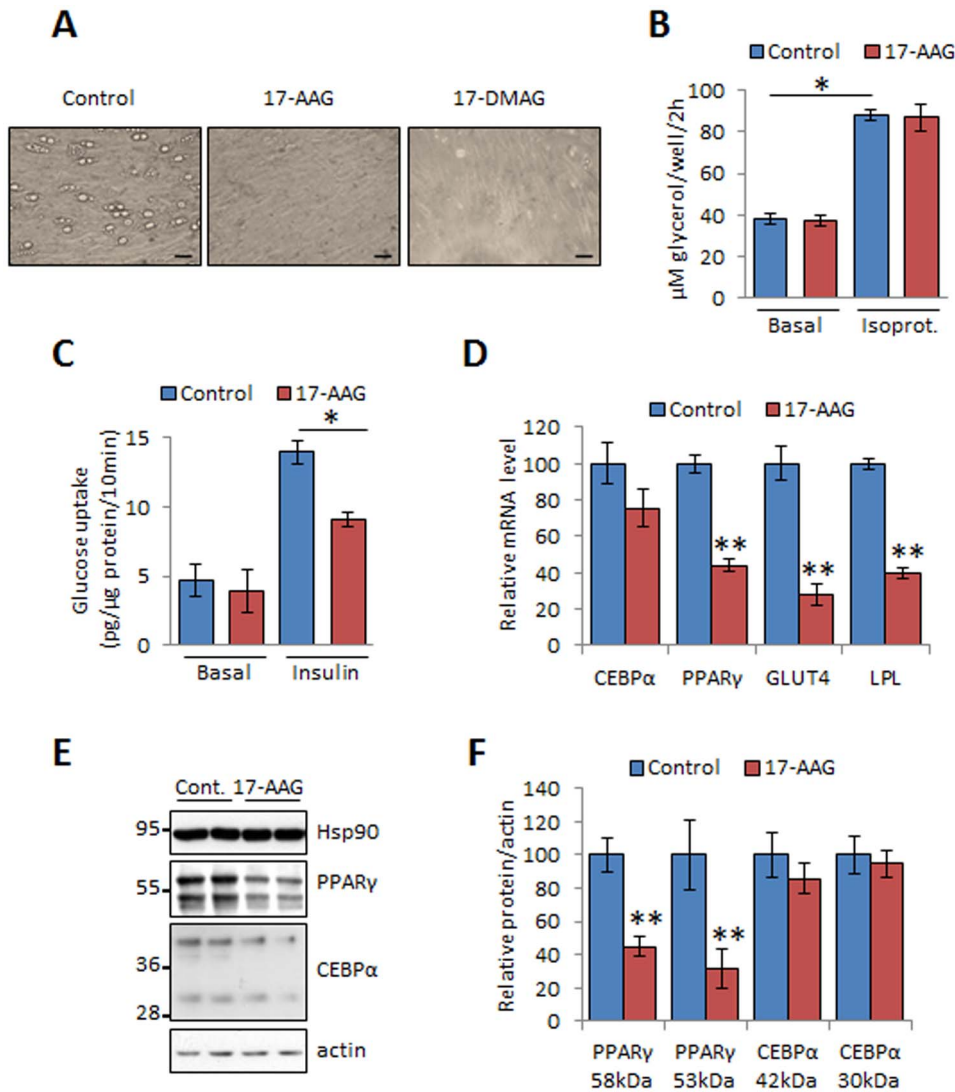 A
Control 17-AAG 17-DMAG
B
Control 17-AAG
*
µM glycerol/well/2h
100
80
60
40
20
0
Basal Isoprot.
C
Control 17-AAG
*
Glucose uptake
(pg/µg protein/10min)
15
10
5
0
Basal Insulin
D
Control 17-AAG
Relative mRNA level
120
100
80
60
40
20
0
** ** **
CEBPα PPARγ GLUT4 LPL
E
Cont. 17-AAG
95 Hsp90
55 PPARγ
36 CEBPα
28
actin
F
Control 17-AAG
Relative protein/actin
140
120
100
80
60
40
20
0
** **
PPARγ PPARγ CEBPα CEBPα
58kDa 53kDa 42kDa 30kDa